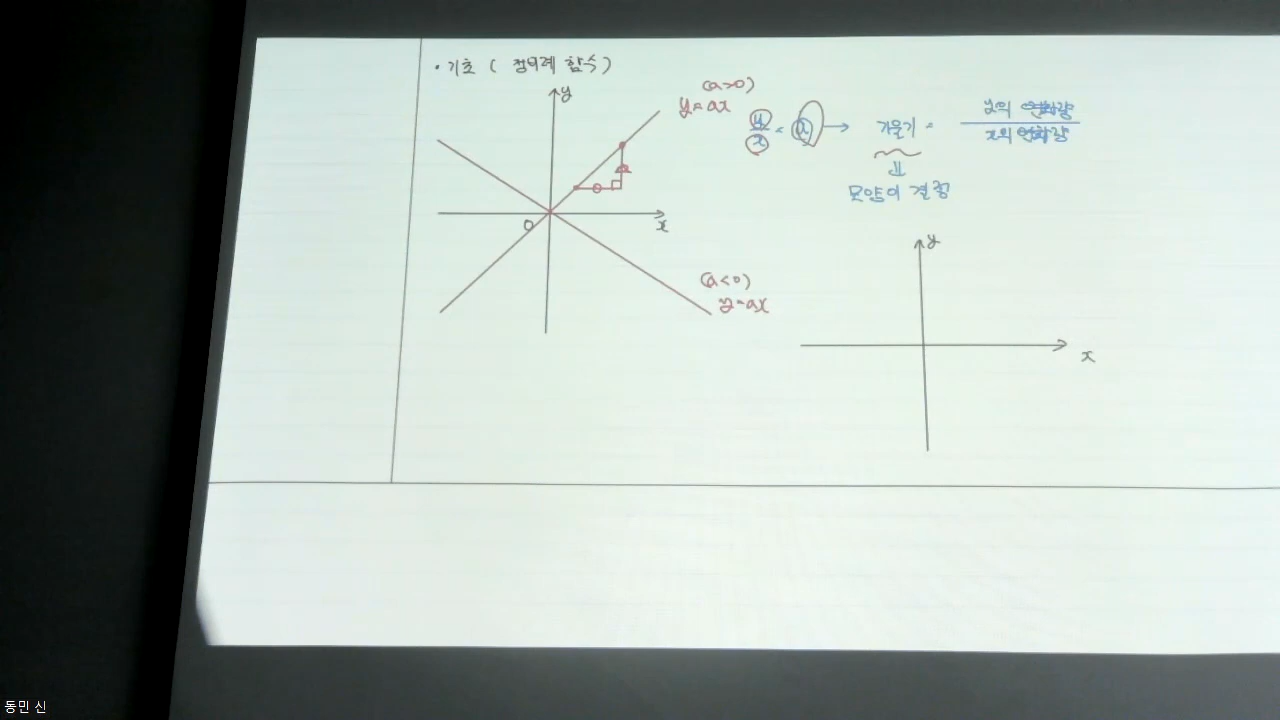 · 기초 ( 정비례 함수 )
y
x
0
(a>0)
y=ax
(a<0)
y=ax
y/x = a → 기울기 = y의 변화량 / x의 변화량
⇓
모양이 결정
y
x
동민 신